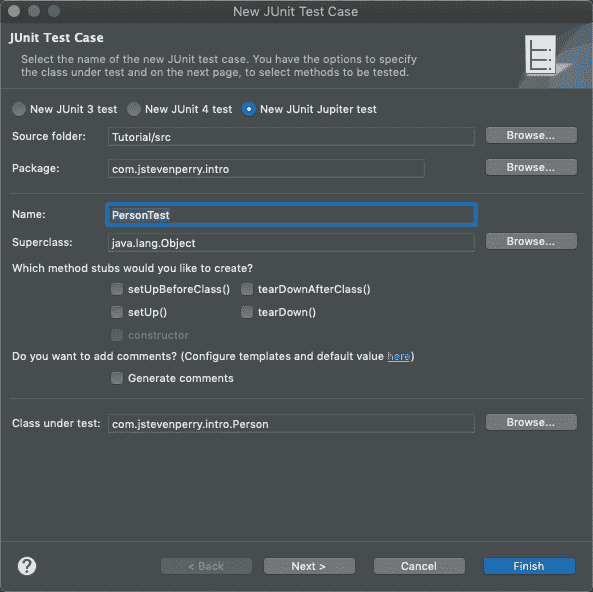 New JUnit Test Case
JUnit Test Case
Select the name of the new JUnit test case. You have the options to specify
the class under test and on the next page, to select methods to be tested.
New JUnit 3 test New JUnit 4 test New JUnit Jupiter test
Source folder: Tutorial/src Browse...
Package: com.jstevenperry.intro Browse...
Name: PersonTest
Superclass: java.lang.Object Browse...
Which method stubs would you like to create?
setUpBeforeClass() tearDownAfterClass()
setUp() tearDown()
constructor
Do you want to add comments? (Configure templates and default value here)
Generate comments
Class under test: com.jstevenperry.intro.Person Browse...
? < Back Next > Cancel Finish